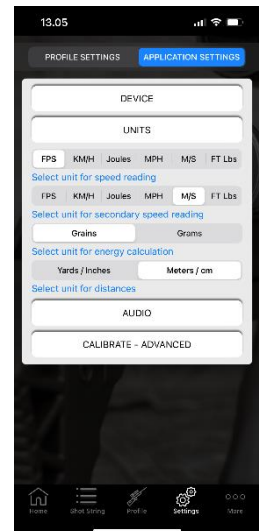 13.05
PROFILE SETTINGS APPLICATION SETTINGS
DEVICE
UNITS
FPS KM/H Joules MPH M/S FT Lbs
Select unit for speed reading
FPS KM/H Joules MPH M/S FT Lbs
Select unit for secondary speed reading
Grains Grams
Select unit for energy calculation
Yards / Inches Meters / cm
Select unit for distances
AUDIO
CALIBRATE - ADVANCED
Home Shot String Profile Settings More